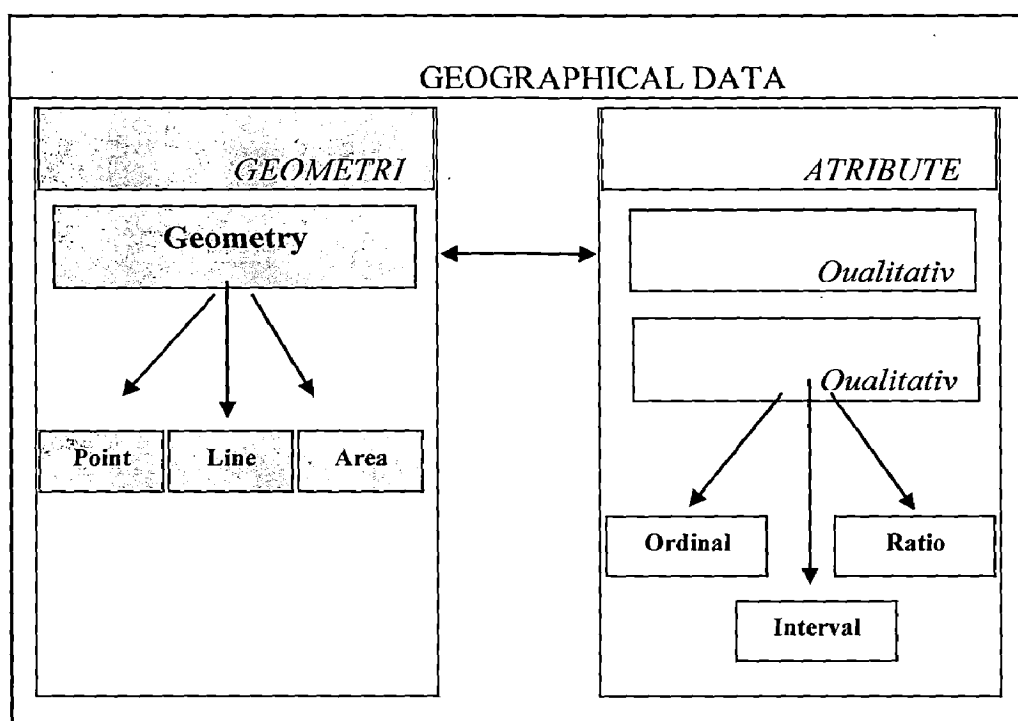 GEOGRAPHICAL DATA
GEOMETRI
Geometry
Point
Line
Area
ATRIBUTE
Oualitativ
Oualitativ
Ordinal
Ratio
Interval